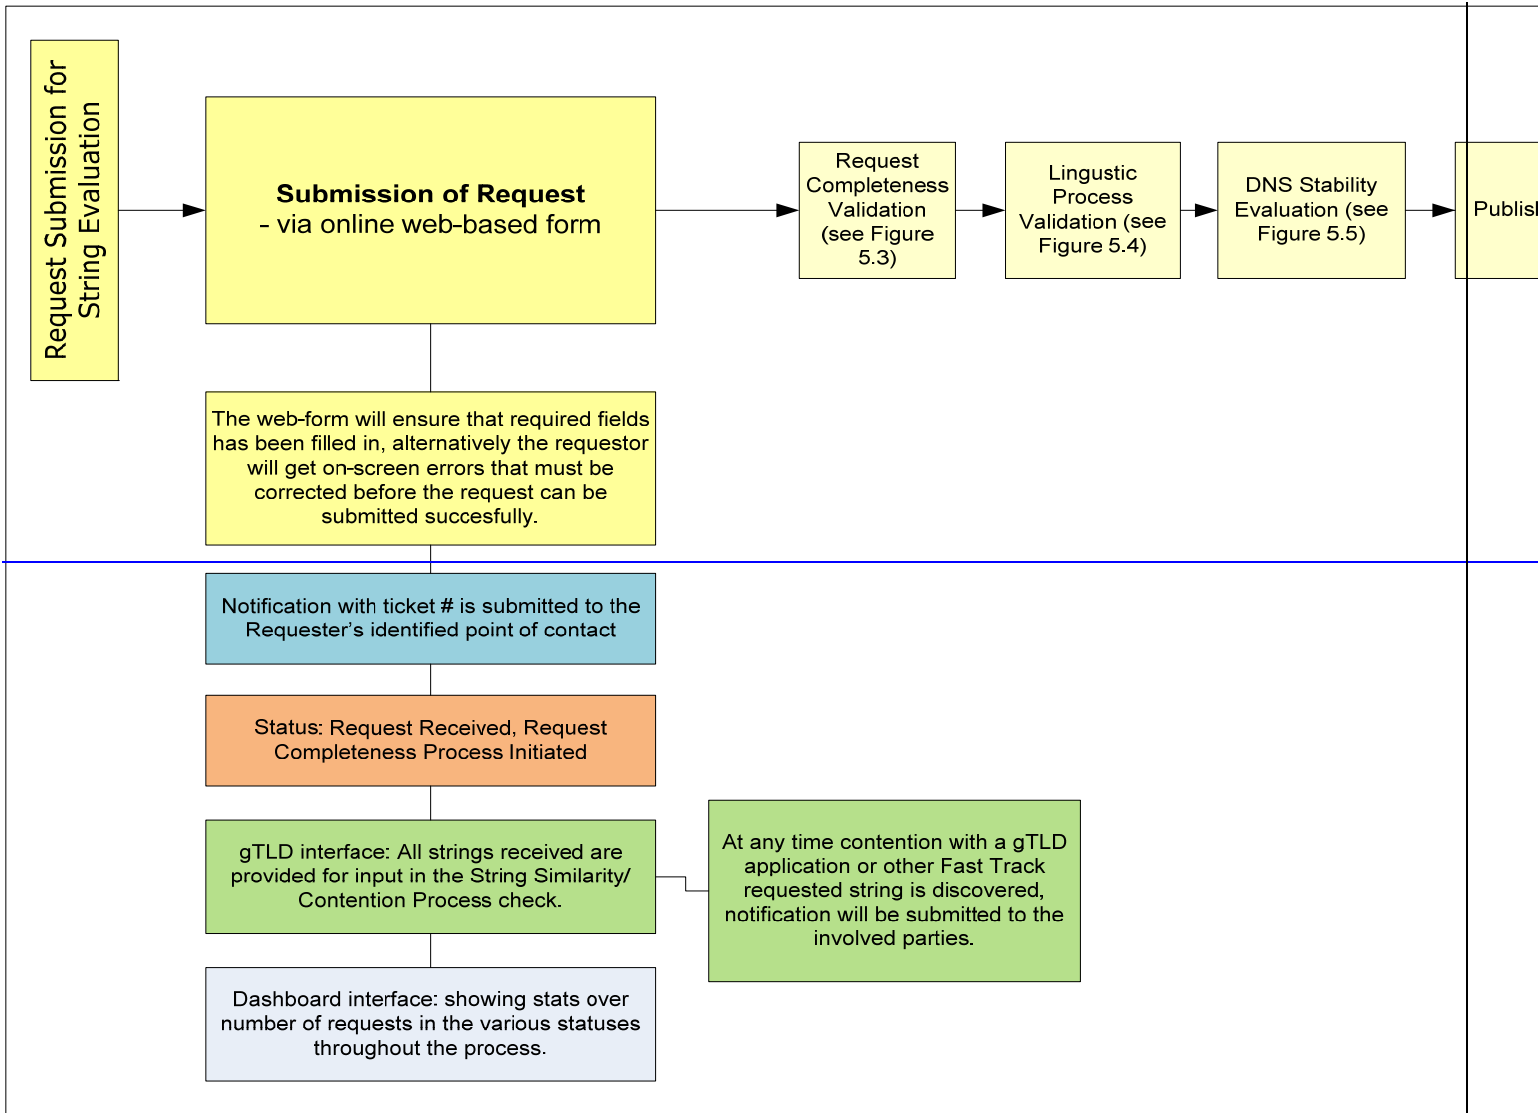 Request Submission for
String Evaluation
Submission of Request
- via online web-based form
Request
Completeness
Validation
(see Figure
5.3)
Lingustic
Process
Validation (see
Figure 5.4)
DNS Stability
Evaluation (see
Figure 5.5)
Publish
The web-form will ensure that required fields
has been filled in, alternatively the requestor
will get on-screen errors that must be
corrected before the request can be
submitted succesfully.
Notification with ticket # is submitted to the
Requester’s identified point of contact
Status: Request Received, Request
Completeness Process Initiated
gTLD interface: All strings received are
provided for input in the String Similarity/
Contention Process check.
At any time contention with a gTLD
application or other Fast Track
requested string is discovered,
notification will be submitted to the
involved parties.
Dashboard interface: showing stats over
number of requests in the various statuses
throughout the process.